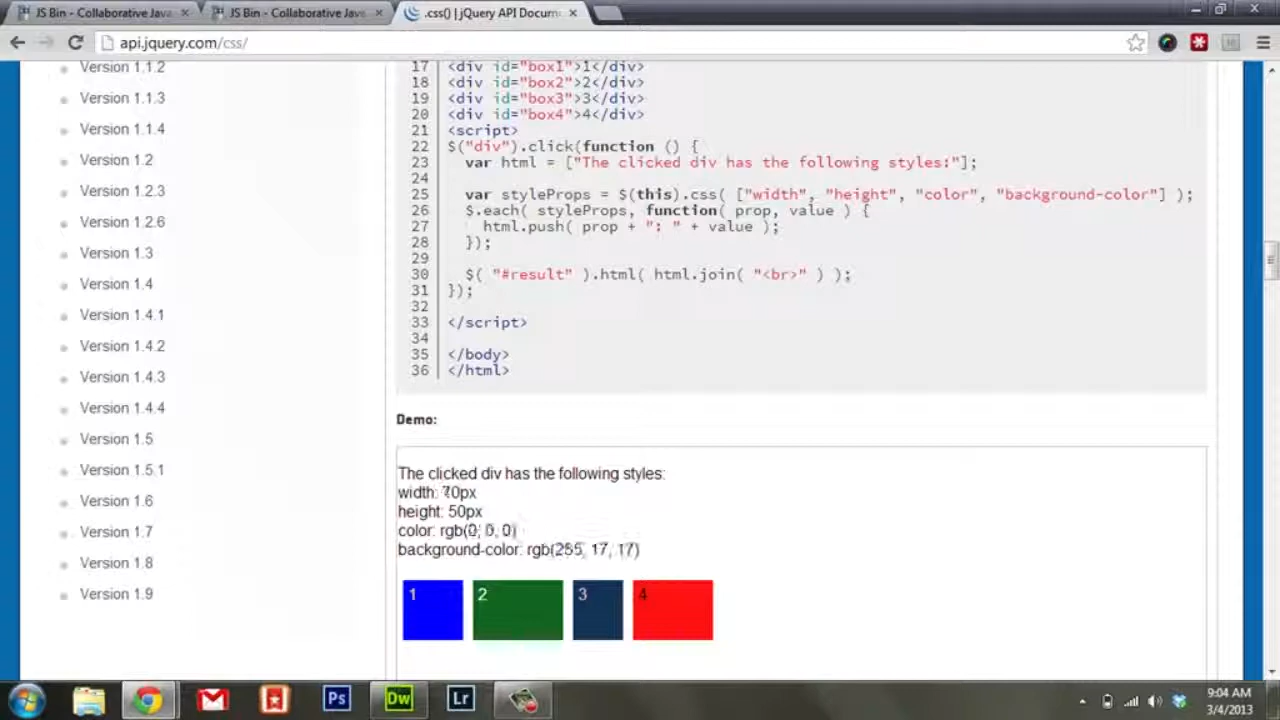 JS Bin - Collaborative Java
JS Bin - Collaborative Java
.css() | jQuery API Docum
api.jquery.com/css/
Version 1.1.2
Version 1.1.3
Version 1.1.4
Version 1.2
Version 1.2.3
Version 1.2.6
Version 1.3
Version 1.4
Version 1.4.1
Version 1.4.2
Version 1.4.3
Version 1.4.4
Version 1.5
Version 1.5.1
Version 1.6
Version 1.7
Version 1.8
Version 1.9
17 <div id="box1">1</div>
18 <div id="box2">2</div>
19 <div id="box3">3</div>
20 <div id="box4">4</div>
21 <script>
22 $("div").click(function () {
23 var html = ["The clicked div has the following styles:"];
24
25 var styleProps = $(this).css( ["width", "height", "color", "background-color"] );
26 $.each( styleProps, function( prop, value ) {
27 html.push( prop + ": " + value );
28 });
29
30 $( "#result" ).html( html.join( "<br>" ) );
31 });
32
33 </script>
34
35 </body>
36 </html>
Demo:
The clicked div has the following styles:
width: 70px
height: 50px
color: rgb(0, 0, 0)
background-color: rgb(255, 17, 17)
1 2 3 4
Ps Dw Lr
9:04 AM
3/4/2013